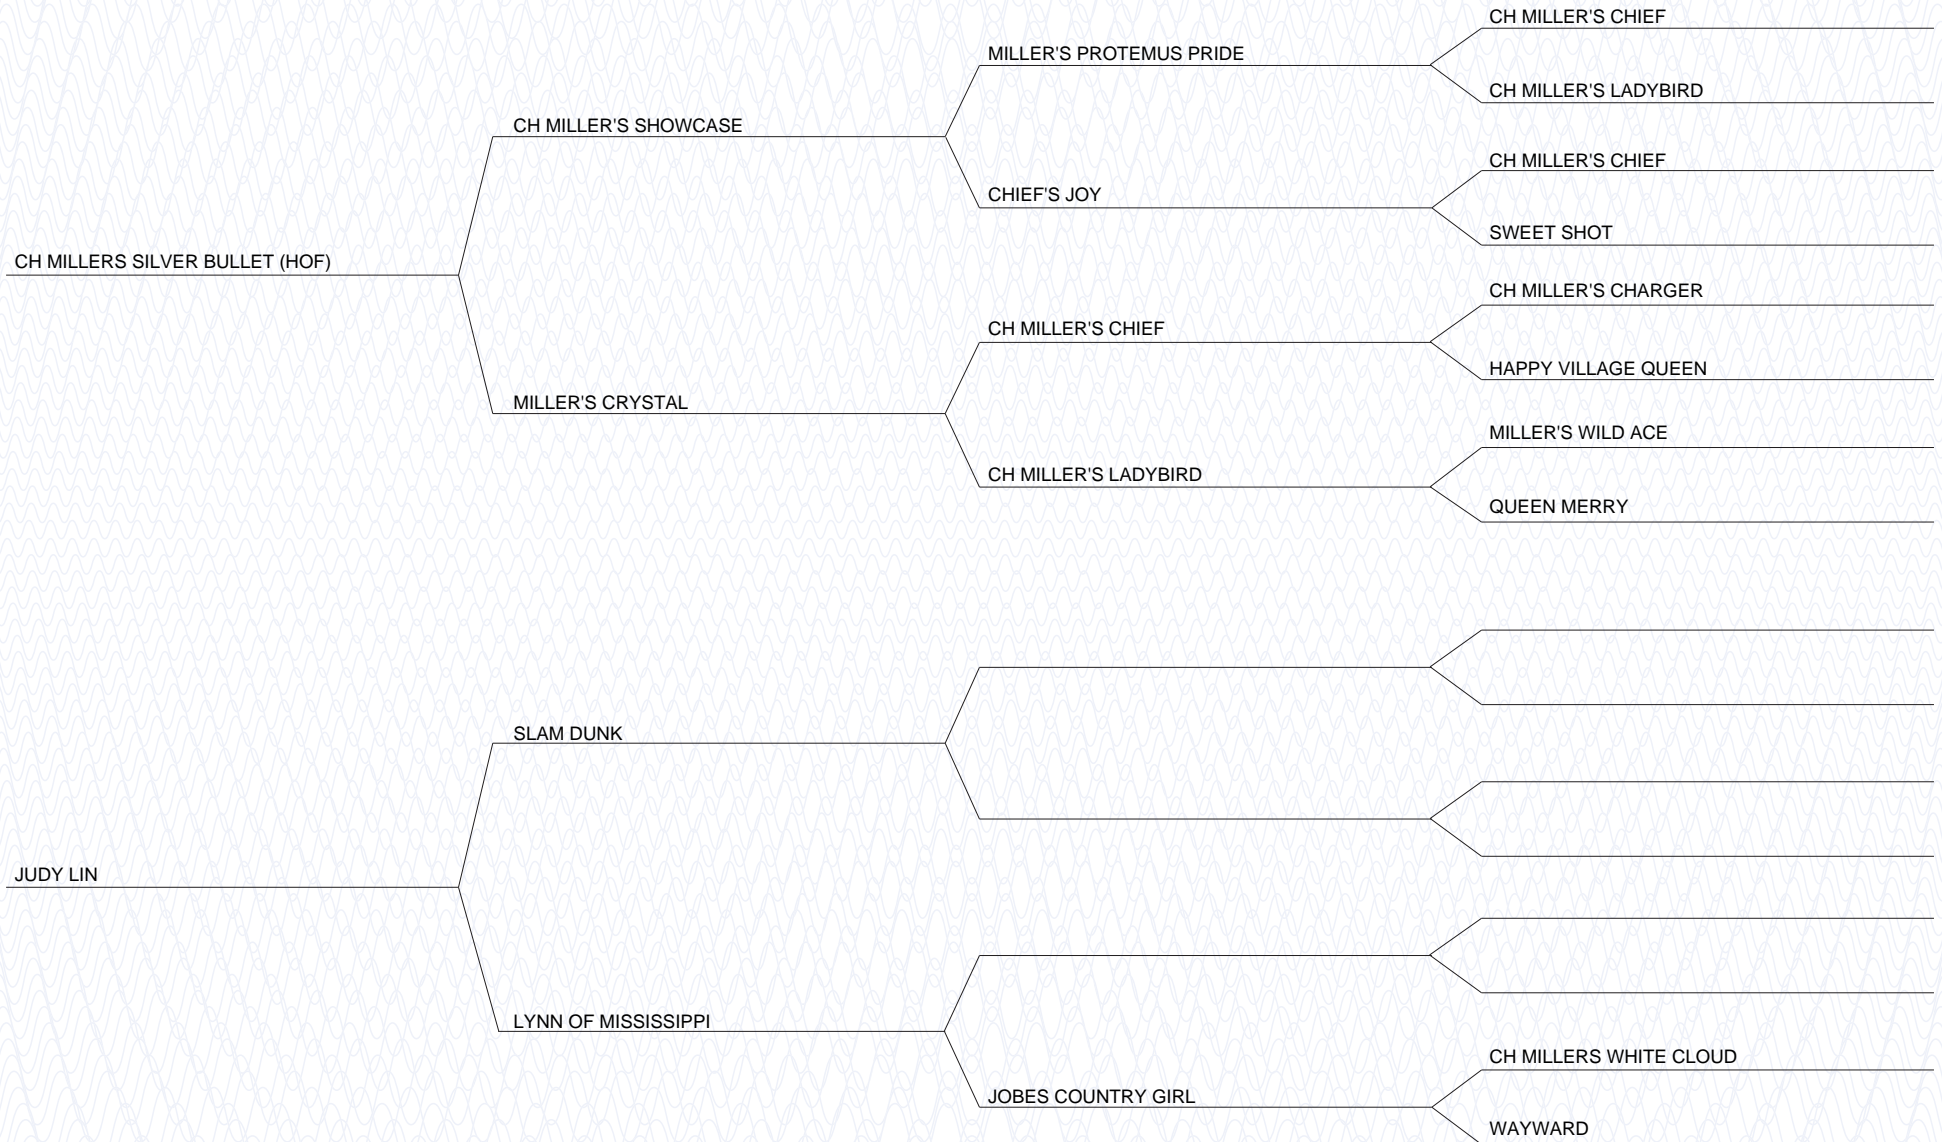 CH MILLER'S CHIEF
MILLER'S PROTEMUS PRIDE
CH MILLER'S LADYBIRD
CH MILLER'S SHOWCASE
CH MILLER'S CHIEF
CHIEF'S JOY
SWEET SHOT
CH MILLERS SILVER BULLET (HOF)
CH MILLER'S CHARGER
CH MILLER'S CHIEF
HAPPY VILLAGE QUEEN
MILLER'S CRYSTAL
MILLER'S WILD ACE
CH MILLER'S LADYBIRD
QUEEN MERRY
SLAM DUNK
JUDY LIN
LYNN OF MISSISSIPPI
CH MILLERS WHITE CLOUD
JOBES COUNTRY GIRL
WAYWARD